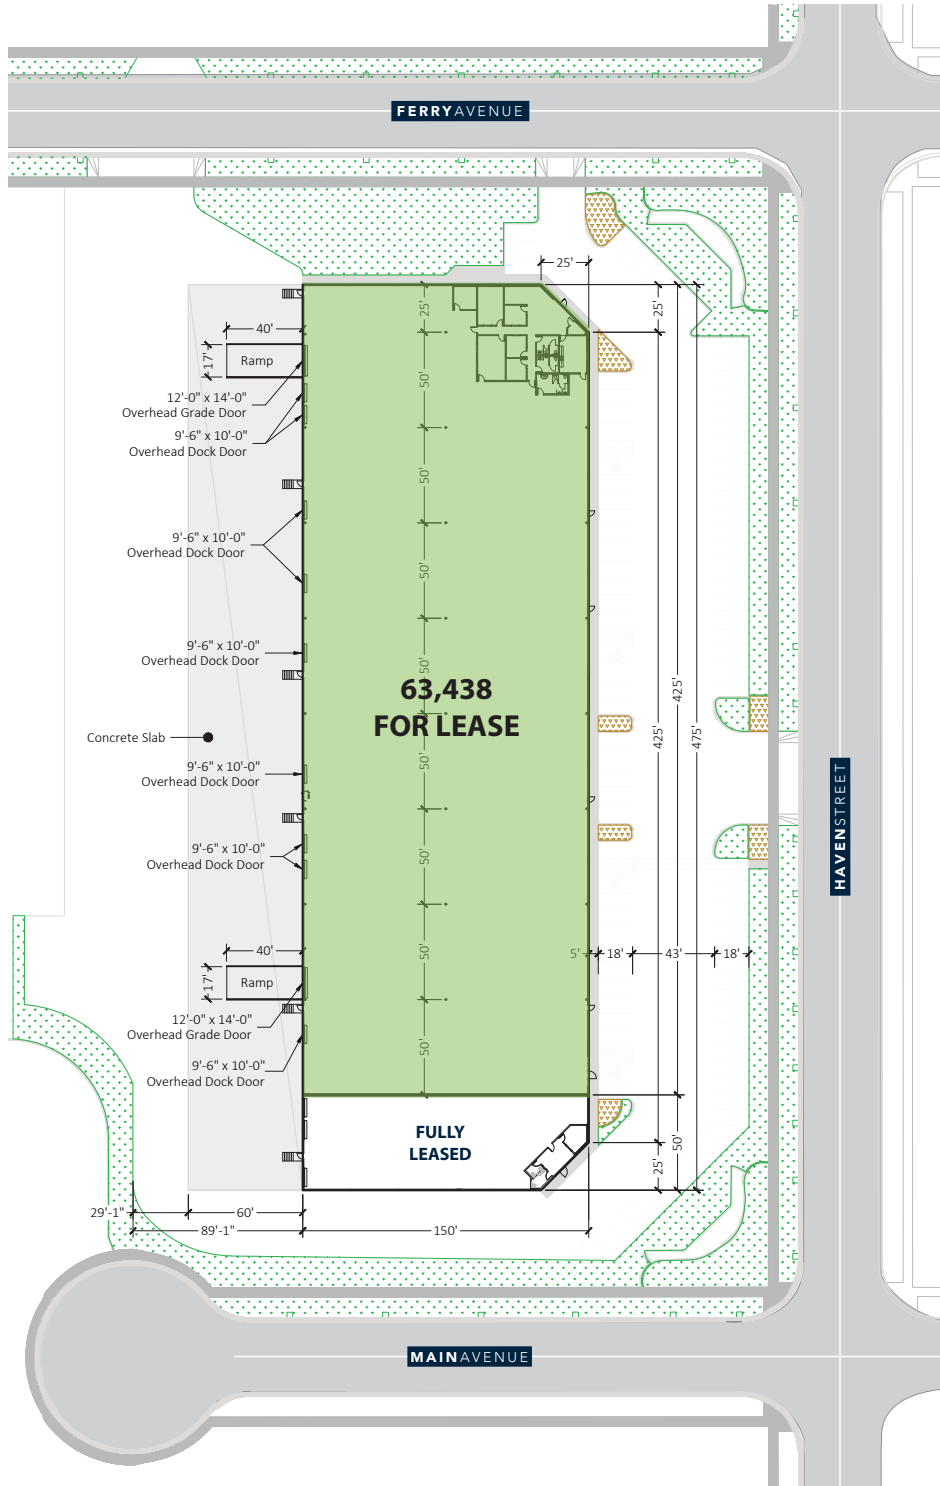 FERRYAVENUE
25'
25'
25'
40'
17'
Ramp
12'-0" x 14'-0"
Overhead Grade Door
50'
9'-6" x 10'-0"
Overhead Dock Door
50'
9'-6" x 10'-0"
Overhead Dock Door
50'
9'-6" x 10'-0"
Overhead Dock Door
50'
63,438
FOR LEASE
425'
425'
475'
Concrete Slab
50'
9'-6" x 10'-0"
Overhead Dock Door
HAVENSTREET
9'-6" x 10'-0"
Overhead Dock Door
50'
40'
17'
Ramp
50'
5'
18'
43'
18'
12'-0" x 14'-0"
Overhead Grade Door
50'
9'-6" x 10'-0"
Overhead Dock Door
FULLY
LEASED
50'
25'
29'-1"
60'
89'-1"
150'
MAINAVENUE